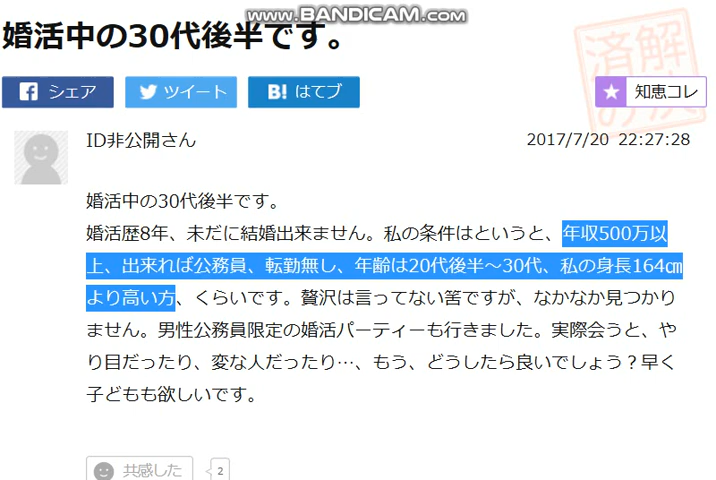 www.BANDICAM.com
婚活中の30代後半です。
解決済み
シェア
ツイート
B! はてブ
知恵コレ
ID非公開さん
2017/7/20 22:27:28
婚活中の30代後半です。
婚活歴8年、未だに結婚出来ません。私の条件はというと、年収500万以
上、出来れば公務員、転勤無し、年齢は20代後半～30代、私の身長164㎝
より高い方、くらいです。贅沢は言ってない筈ですが、なかなか見つかり
ません。男性公務員限定の婚活パーティーも行きました。実際会うと、や
り目だったり、変な人だったり…、もう、どうしたら良いでしょう？早く
子どもも欲しいです。
共感した
2